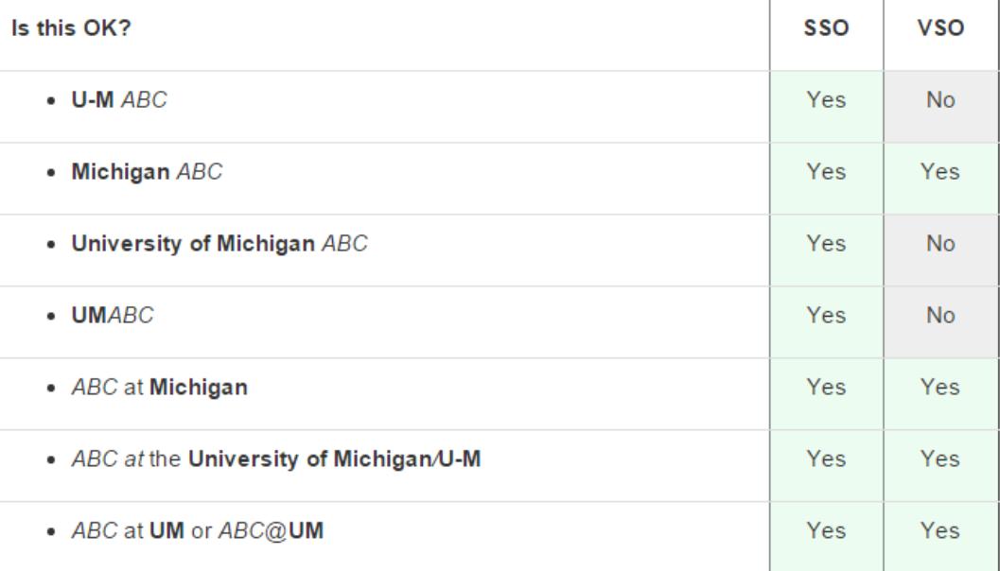 Is this OK? SSO VSO
• U-M ABC Yes No
• Michigan ABC Yes Yes
• University of Michigan ABC Yes No
• UMABC Yes No
• ABC at Michigan Yes Yes
• ABC at the University of Michigan/U-M Yes Yes
• ABC at UM or ABC@UM Yes Yes